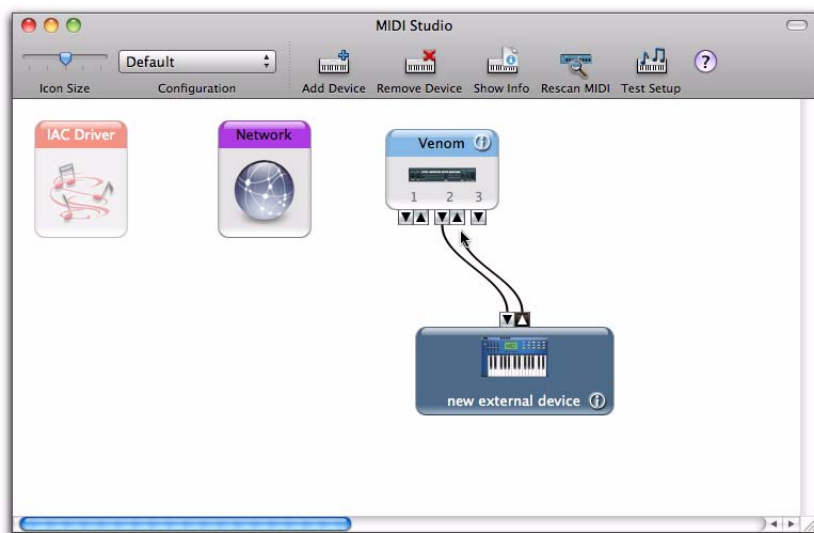 MIDI Studio
Default
?
Icon Size Configuration Add Device Remove Device Show Info Rescan MIDI Test Setup
IAC Driver Network Venom i
1 2 3
new external device i